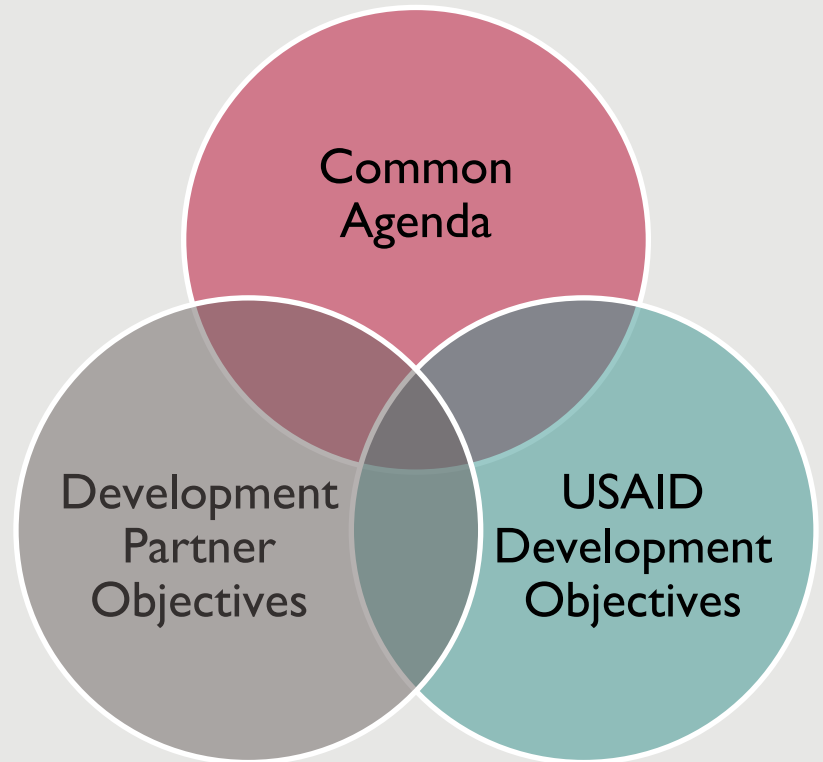 Common
Agenda
Development
Partner
Objectives
USAID
Development
Objectives